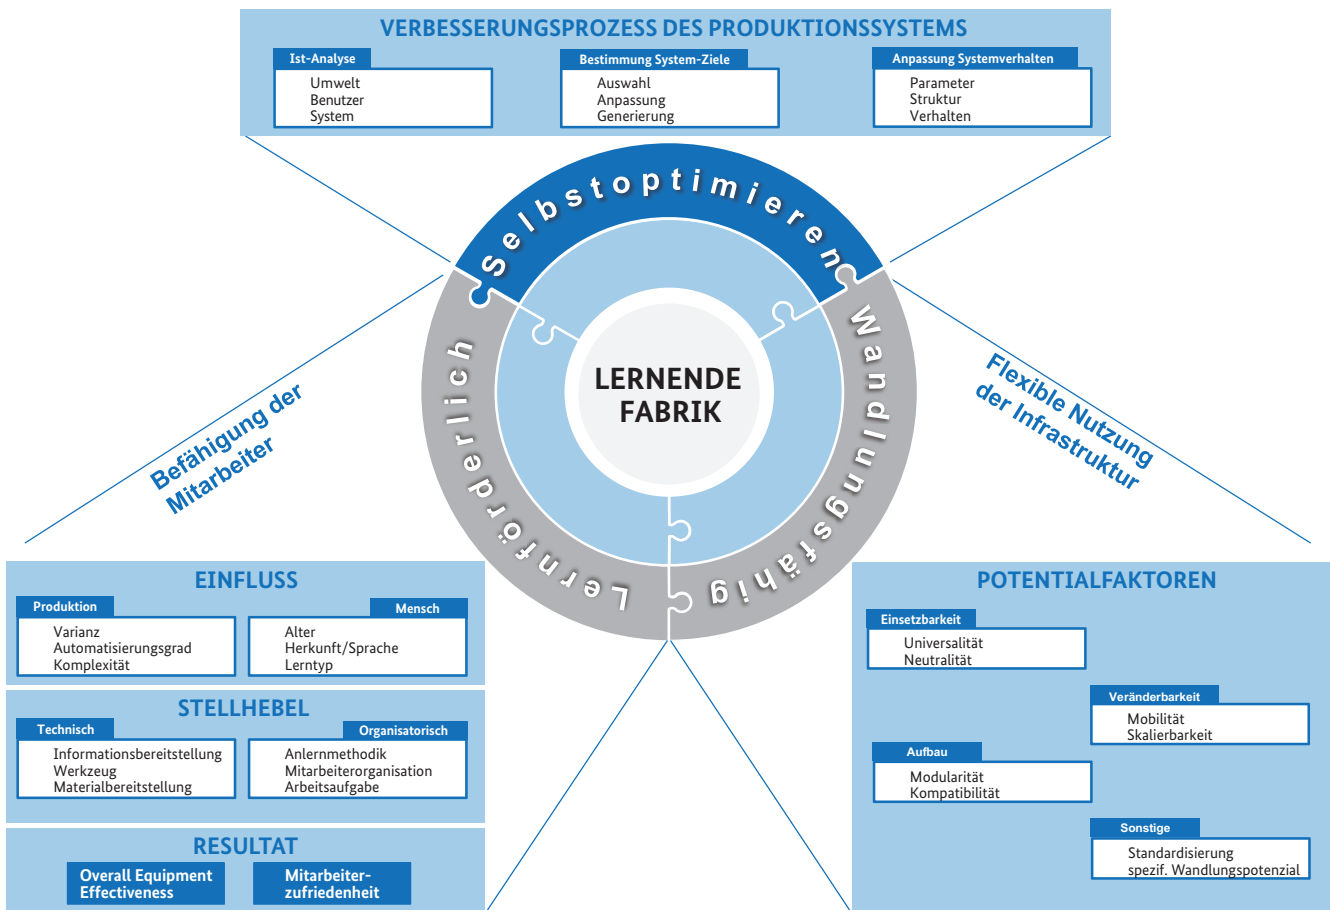 VERBESSERUNGSPROZESS DES PRODUKTIONSSYSTEMS
Ist-Analyse
Umwelt
Benutzer
System
Bestimmung System-Ziele
Auswahl
Anpassung
Generierung
Anpassung Systemverhalten
Parameter
Struktur
Verhalten
Selbstoptimieren
Wandlungsfähig
Lernförderlich
LERNENDE
FABRIK
Befähigung der
Mitarbeiter
Flexible Nutzung
der Infrastruktur
EINFLUSS
Produktion
Varianz
Automatisierungsgrad
Komplexität
Mensch
Alter
Herkunft/Sprache
Lerntyp
STELLHEBEL
Technisch
Informationsbereitstellung
Werkzeug
Materialbereitstellung
Organisatorisch
Anlernmethodik
Mitarbeiterorganisation
Arbeitsaufgabe
RESULTAT
Overall Equipment
Effectiveness
Mitarbeiter-
zufriedenheit
POTENTIALFAKTOREN
Einsetzbarkeit
Universalität
Neutralität
Veränderbarkeit
Mobilität
Skalierbarkeit
Aufbau
Modularität
Kompatibilität
Sonstige
Standardisierung
spezif. Wandlungspotenzial